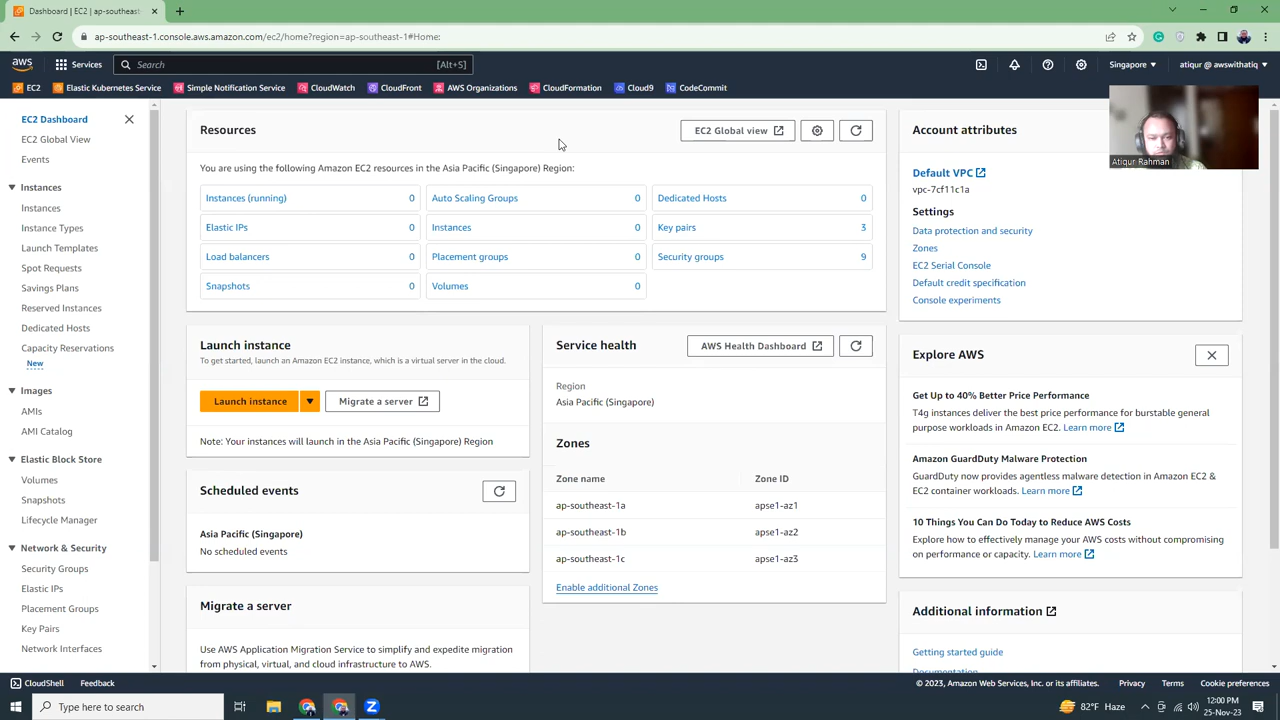 Dashboard | EC2 | ap-southeast-1
ap-southeast-1.console.aws.amazon.com/ec2/home?region=ap-southeast-1#Home:
aws
Services
Search
[Alt+S]
Singapore
atiqur @ awswithatiq
EC2
Elastic Kubernetes Service
Simple Notification Service
CloudWatch
CloudFront
AWS Organizations
CloudFormation
Cloud9
CodeCommit
EC2 Dashboard
EC2 Global View
Events
Instances
Instances
Instance Types
Launch Templates
Spot Requests
Savings Plans
Reserved Instances
Dedicated Hosts
Capacity Reservations
New
Images
AMIs
AMI Catalog
Elastic Block Store
Volumes
Snapshots
Lifecycle Manager
Network & Security
Security Groups
Elastic IPs
Placement Groups
Key Pairs
Network Interfaces
Resources
EC2 Global view
You are using the following Amazon EC2 resources in the Asia Pacific (Singapore) Region:
Instances (running) 0
Auto Scaling Groups 0
Dedicated Hosts 0
Elastic IPs 0
Instances 0
Key pairs 3
Load balancers 0
Placement groups 0
Security groups 9
Snapshots 0
Volumes 0
Launch instance
To get started, launch an Amazon EC2 instance, which is a virtual server in the cloud.
Launch instance
Migrate a server
Note: Your instances will launch in the Asia Pacific (Singapore) Region
Scheduled events
Asia Pacific (Singapore)
No scheduled events
Migrate a server
Use AWS Application Migration Service to simplify and expedite migration
from physical, virtual, and cloud infrastructure to AWS.
Service health
AWS Health Dashboard
Region
Asia Pacific (Singapore)
Zones
Zone name
Zone ID
ap-southeast-1a
apse1-az1
ap-southeast-1b
apse1-az2
ap-southeast-1c
apse1-az3
Enable additional Zones
Account attributes
Atiqur Rahman
Default VPC
vpc-7cf11c1a
Settings
Data protection and security
Zones
EC2 Serial Console
Default credit specification
Console experiments
Explore AWS
Get Up to 40% Better Price Performance
T4g instances deliver the best price performance for burstable general
purpose workloads in Amazon EC2. Learn more
Amazon GuardDuty Malware Protection
GuardDuty now provides agentless malware detection in Amazon EC2 &
EC2 container workloads. Learn more
10 Things You Can Do Today to Reduce AWS Costs
Explore how to effectively manage your AWS costs without compromising
on performance or capacity. Learn more
Additional information
Getting started guide
Documentation
CloudShell
Feedback
© 2023, Amazon Web Services, Inc. or its affiliates.
Privacy
Terms
Cookie preferences
Type here to search
82°F Haze
12:00 PM
25-Nov-23